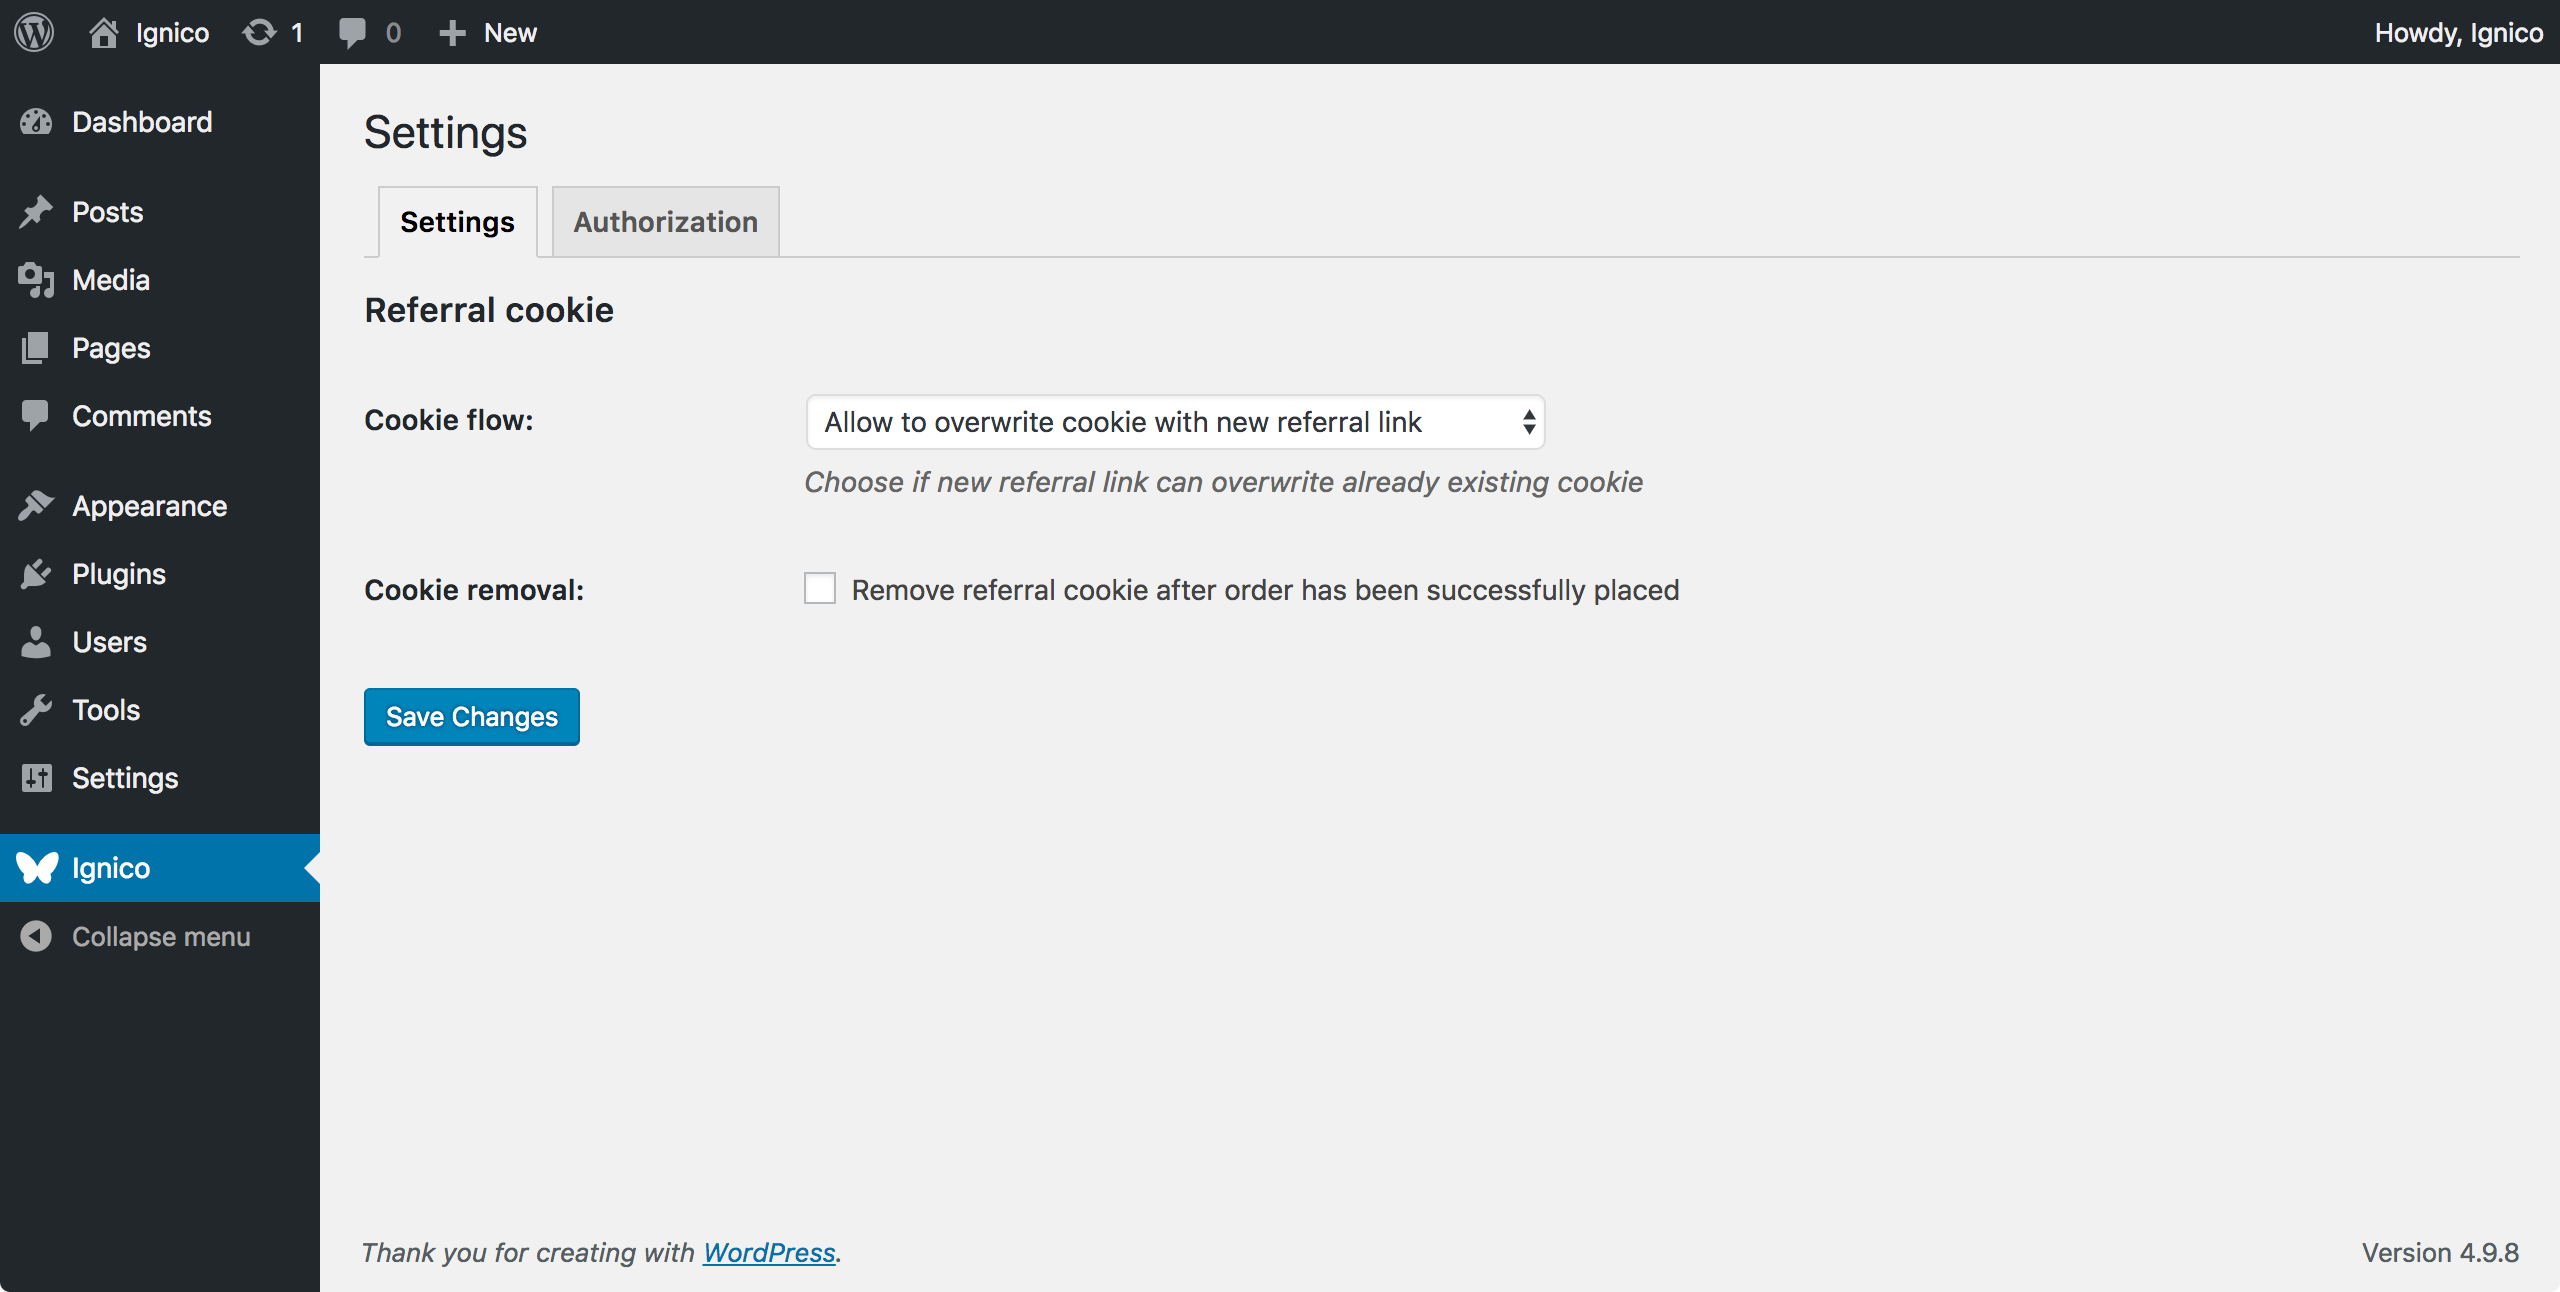 Ignico 1 0 New Howdy, Ignico
Dashboard
Posts
Media
Pages
Comments
Appearance
Plugins
Users
Tools
Settings
Ignico
Collapse menu
Settings
Settings Authorization
Referral cookie
Cookie flow: Allow to overwrite cookie with new referral link
Choose if new referral link can overwrite already existing cookie
Cookie removal: Remove referral cookie after order has been successfully placed
Save Changes
Thank you for creating with WordPress. Version 4.9.8